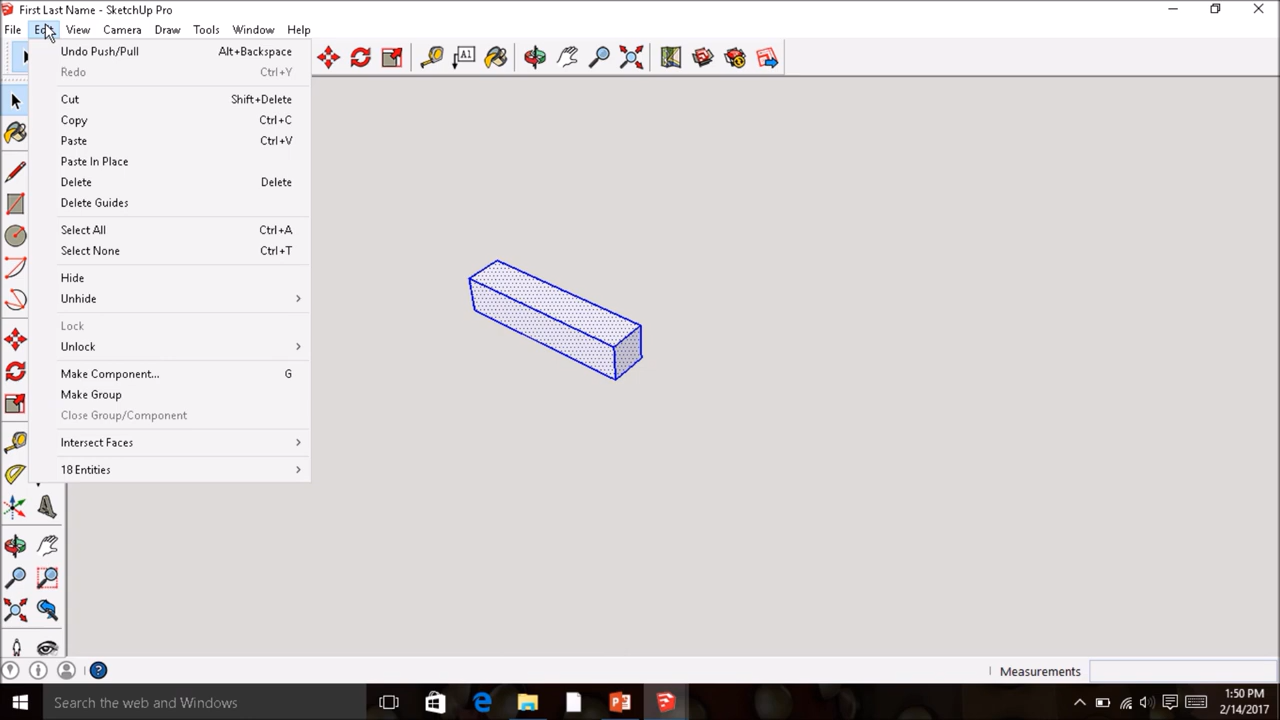 First Last Name - SketchUp Pro
File Edit View Camera Draw Tools Window Help
Undo Push/Pull Alt+Backspace
Redo Ctrl+Y
Cut Shift+Delete
Copy Ctrl+C
Paste Ctrl+V
Paste In Place
Delete Delete
Delete Guides
Select All Ctrl+A
Select None Ctrl+T
Hide
Unhide
Lock
Unlock
Make Component... G
Make Group
Close Group/Component
Intersect Faces
18 Entities
A1
Measurements
Search the web and Windows
1:50 PM
2/14/2017